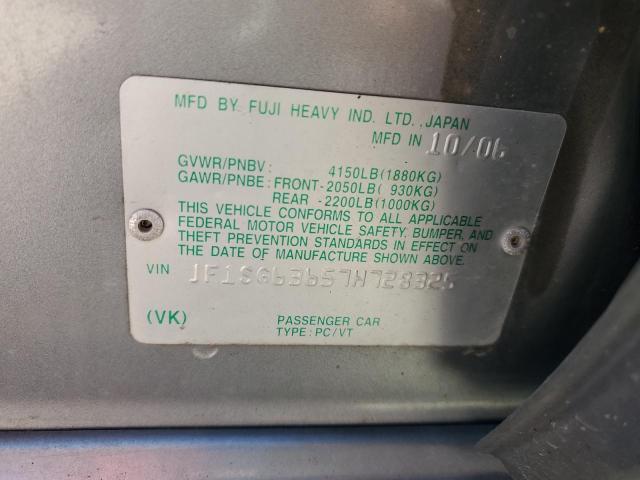 MFD BY FUJI HEAVY IND. LTD., JAPAN
MFD IN 10/06
GVWR/PNBV: 4150LB(1880KG)
GAWR/PNBE: FRONT-2050LB( 930KG)
REAR -2200LB(1000KG)
THIS VEHICLE CONFORMS TO ALL APPLICABLE
FEDERAL MOTOR VEHICLE SAFETY, BUMPER, AND
THEFT PREVENTION STANDARDS IN EFFECT ON
THE DATE OF MANUFACTURE SHOWN ABOVE.
VIN JF1SG63657H728325
(VK) PASSENGER CAR
TYPE:PC/VT